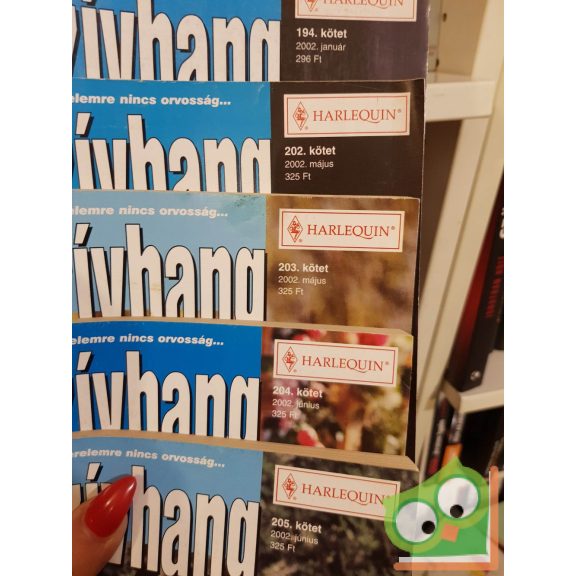 HARLEQUIN
ívhang
194. kötet
2002. január
296 Ft
elemre nincs orvosság...
HARLEQUIN®
ívhang
202. kötet
2002. május
325 Ft
elemre nincs orvosság...
HARLEQUIN®
ívhang
203. kötet
2002. május
325 Ft
elemre nincs orvosság...
HARLEQUIN®
ívhang
204. kötet
2002. június
325 Ft
erelemre nincs orvosság...
HARLEQUIN®
ívhang
205. kötet
2002. június
325 Ft